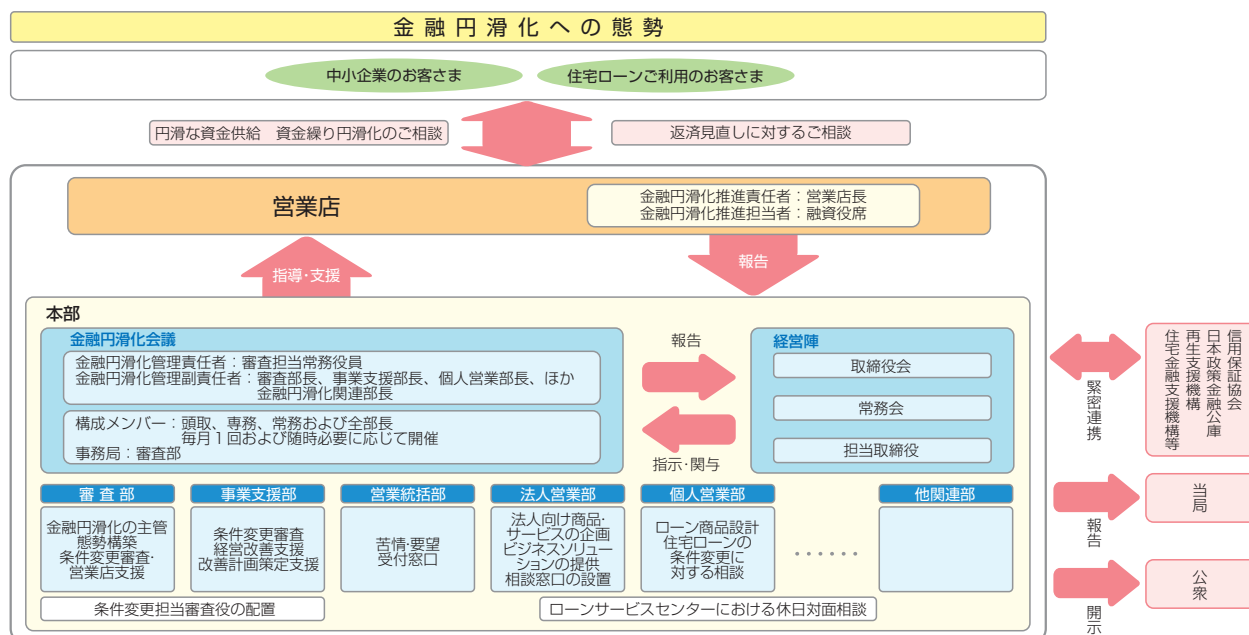 金融円滑化への態勢
中小企業のお客さま
住宅ローンご利用のお客さま
円滑な資金供給　資金繰り円滑化のご相談
返済見直しに対するご相談
営業店
金融円滑化推進責任者：営業店長
金融円滑化推進担当者：融資役席
指導・支援
報告
本部
金融円滑化会議
金融円滑化管理責任者：審査担当常務役員
金融円滑化管理副責任者：審査部長、事業支援部長、個人営業部長、ほか
金融円滑化関連部長
構成メンバー：頭取、専務、常務および全部長
毎月１回および随時必要に応じて開催
事務局：審査部
報告
指示・関与
経営陣
取締役会
常務会
担当取締役
緊密連携
信用保証協会
日本政策金融公庫
再生支援機構
住宅金融支援機構等
審査部
金融円滑化の主管
態勢構築
条件変更審査・
営業店支援
事業支援部
条件変更審査
経営改善支援
改善計画策定支援
営業統括部
苦情・要望
受付窓口
法人営業部
法人向け商品・
サービスの企画
ビジネスソリュー
ションの提供
相談窓口の設置
個人営業部
ローン商品設計
住宅ローンの
条件変更に
対する相談
・・・・・・
他関連部
条件変更担当審査役の配置
ローンサービスセンターにおける休日対面相談
報告
当局
開示
公衆